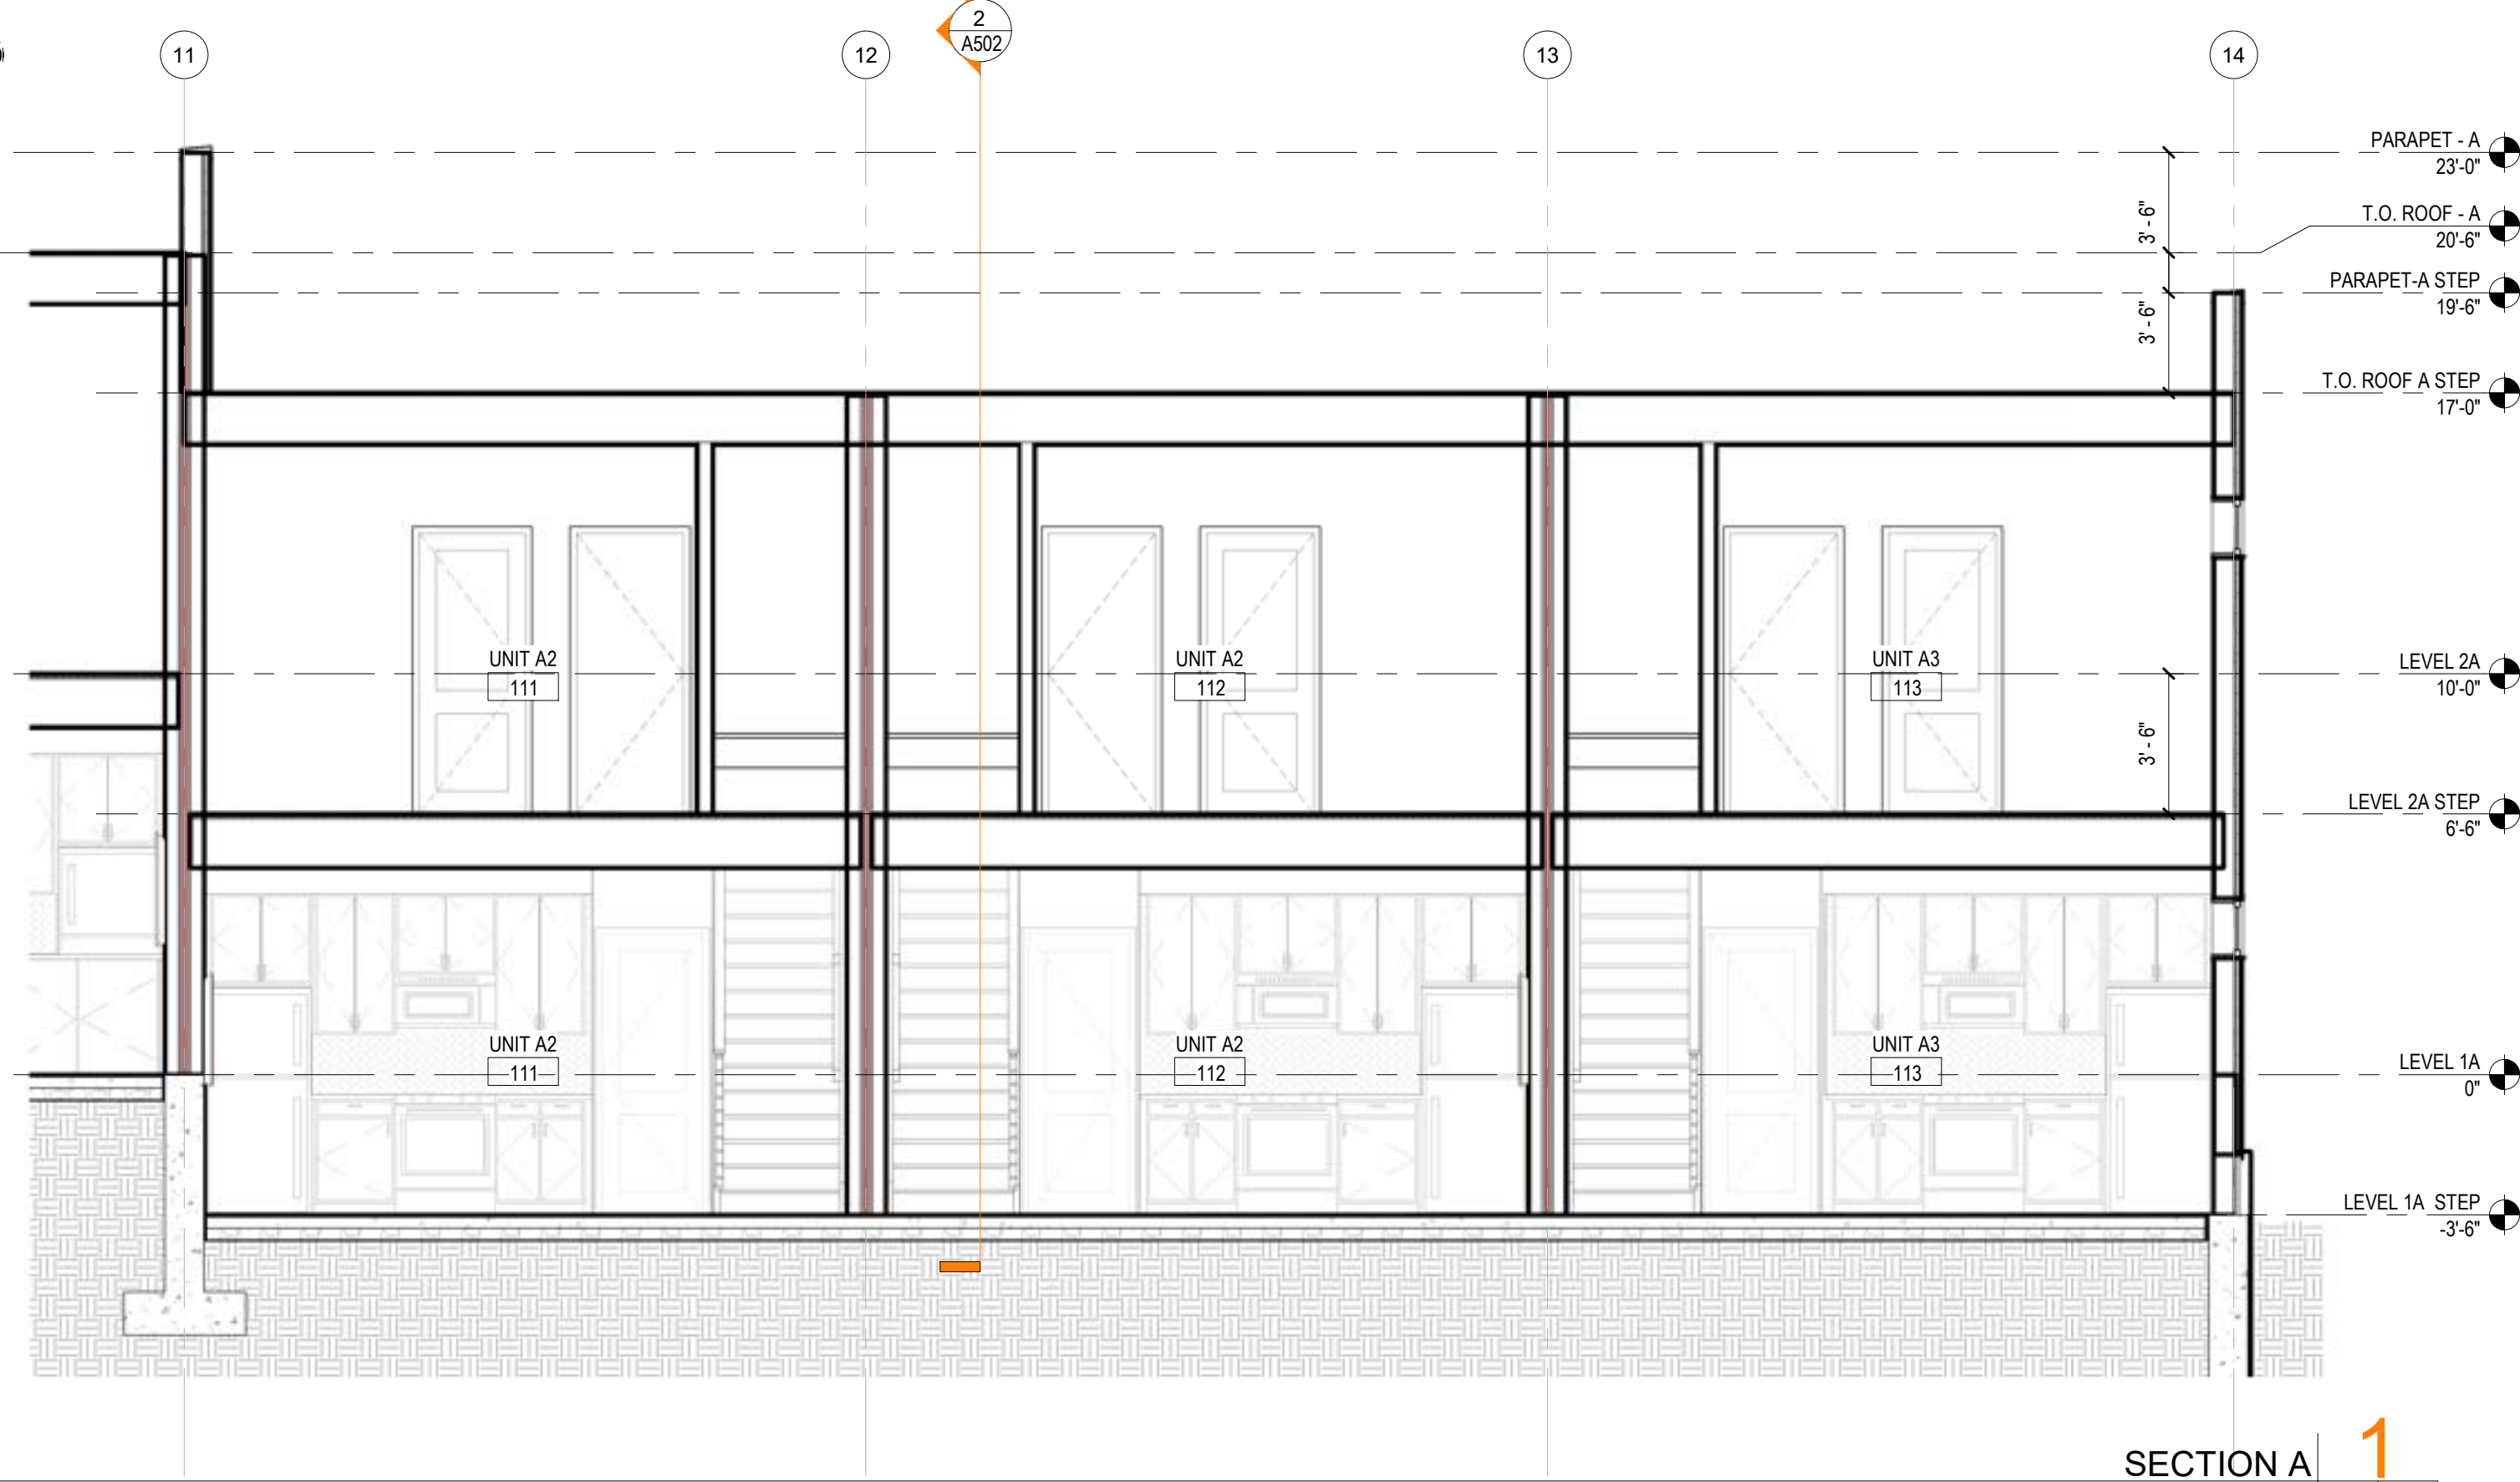 2
A502
11
12
13
14
PARAPET - A
23'-0"
3' - 6"
T.O. ROOF - A
20'-6"
PARAPET-A STEP
19'-6"
3' - 6"
T.O. ROOF A STEP
17'-0"
UNIT A2
111
UNIT A2
112
UNIT A3
113
LEVEL 2A
10'-0"
3' - 6"
LEVEL 2A STEP
6'-6"
UNIT A2
111
UNIT A2
112
UNIT A3
113
LEVEL 1A
0"
LEVEL 1A STEP
-3'-6"
SECTION A
1